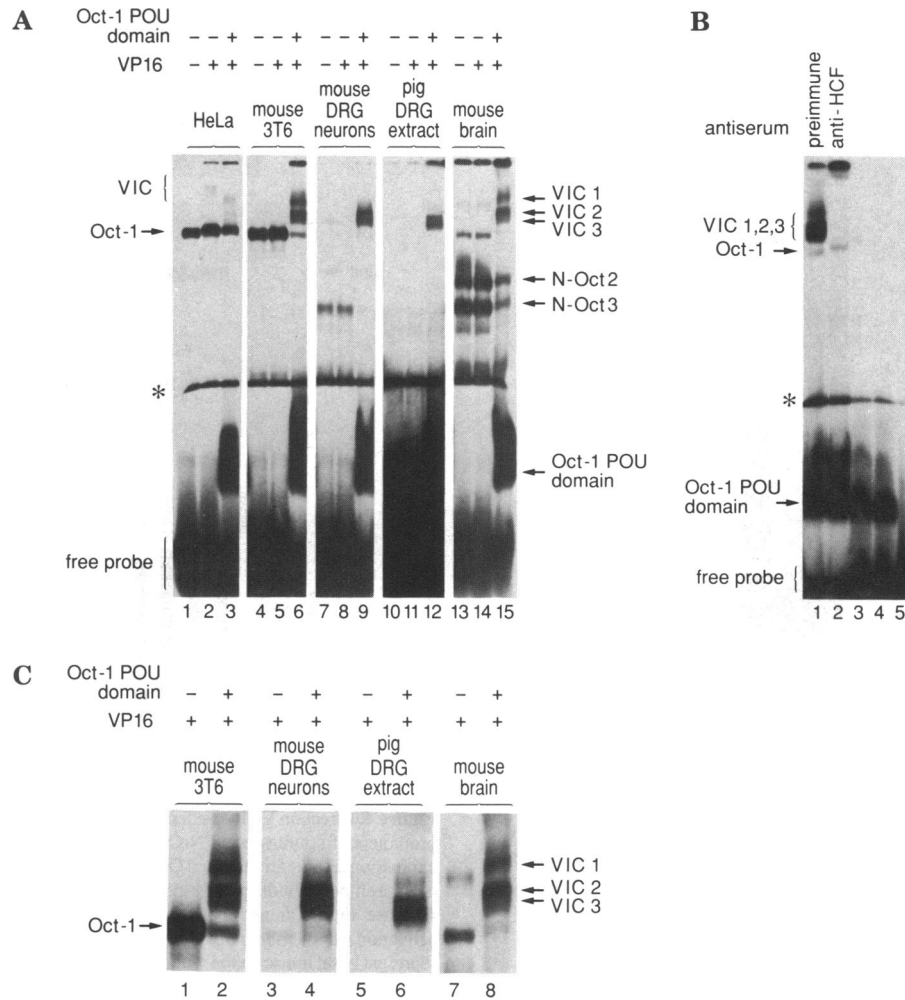 A
Oct-1 POU
domain
– – + – – + – – + – – + – – +
VP16
– + + – + + – + + – + + – + +
HeLa
mouse
3T6
mouse
DRG
neurons
pig
DRG
extract
mouse
brain
VIC
Oct-1
*
free probe
VIC 1
VIC 2
VIC 3
N-Oct2
N-Oct3
Oct-1 POU
domain
1 2 3 4 5 6 7 8 9 10 11 12 13 14 15
B
antiserum
preimmune
anti-HCF
VIC 1,2,3
Oct-1
*
Oct-1 POU
domain
free probe
1 2 3 4 5
C
Oct-1 POU
domain
– + – + – + – +
VP16
+ + + + + + + +
mouse
3T6
mouse
DRG
neurons
pig
DRG
extract
mouse
brain
Oct-1
VIC 1
VIC 2
VIC 3
1 2 3 4 5 6 7 8